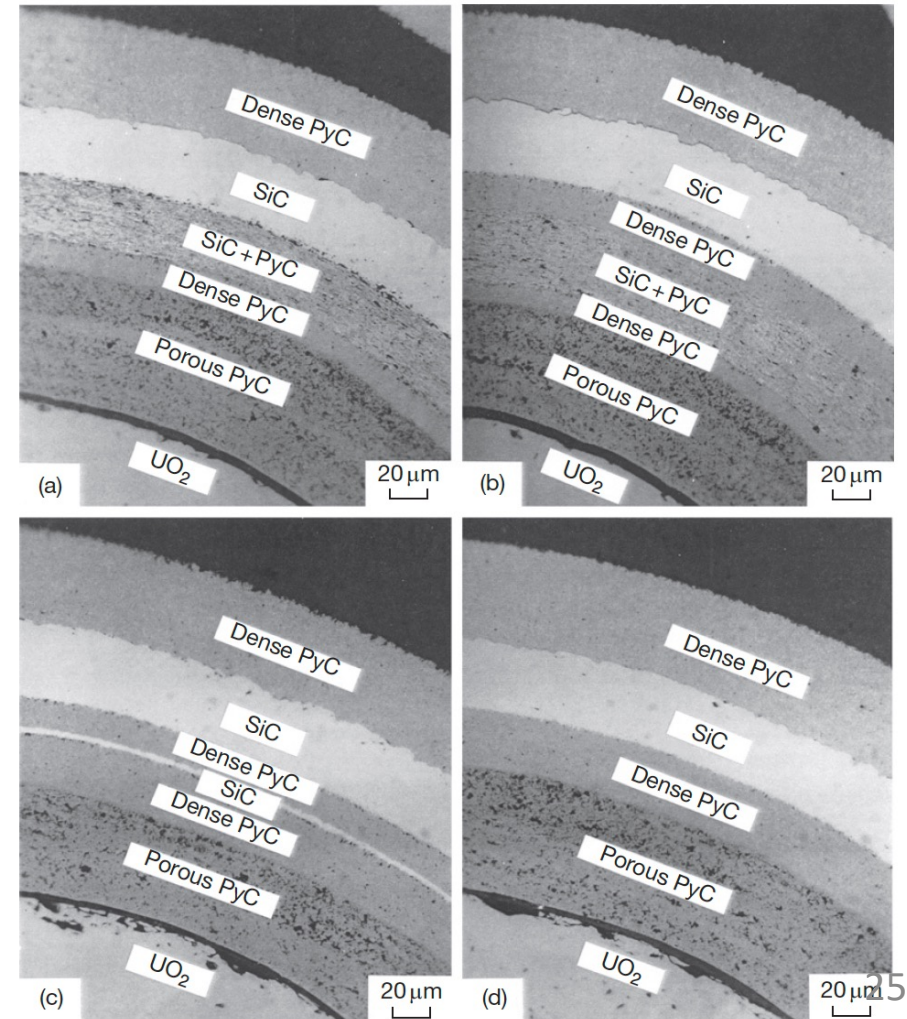 Dense PyC
SiC
SiC + PyC
Dense PyC
Porous PyC
UO2
(a)
20 μm
Dense PyC
SiC
Dense PyC
SiC + PyC
Dense PyC
Porous PyC
UO2
(b)
20 μm
Dense PyC
SiC
Dense PyC
SiC
Dense PyC
Porous PyC
UO2
(c)
20 μm
Dense PyC
SiC
Dense PyC
Porous PyC
UO2
(d)
20 μm
25